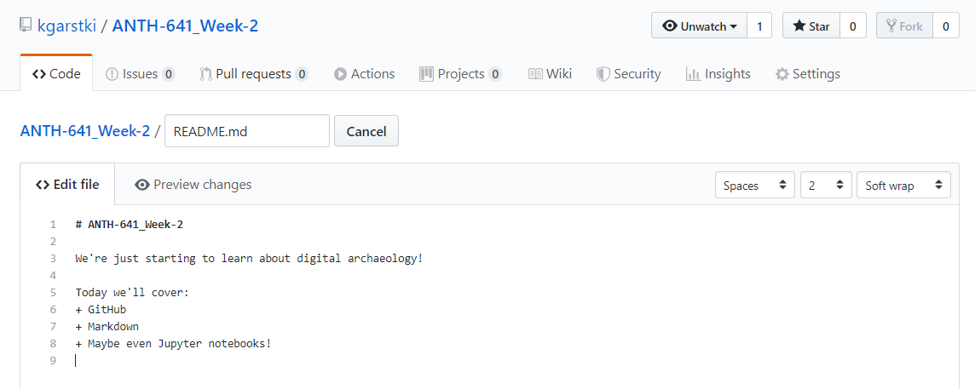 kgarstki / ANTH-641_Week-2
Unwatch 1 Star 0 Fork 0
Code Issues 0 Pull requests 0 Actions Projects 0 Wiki Security Insights Settings
ANTH-641_Week-2 / README.md Cancel
Edit file Preview changes Spaces 2 Soft wrap
1 # ANTH-641_Week-2
2
3 We're just starting to learn about digital archaeology!
4
5 Today we'll cover:
6 + GitHub
7 + Markdown
8 + Maybe even Jupyter notebooks!
9